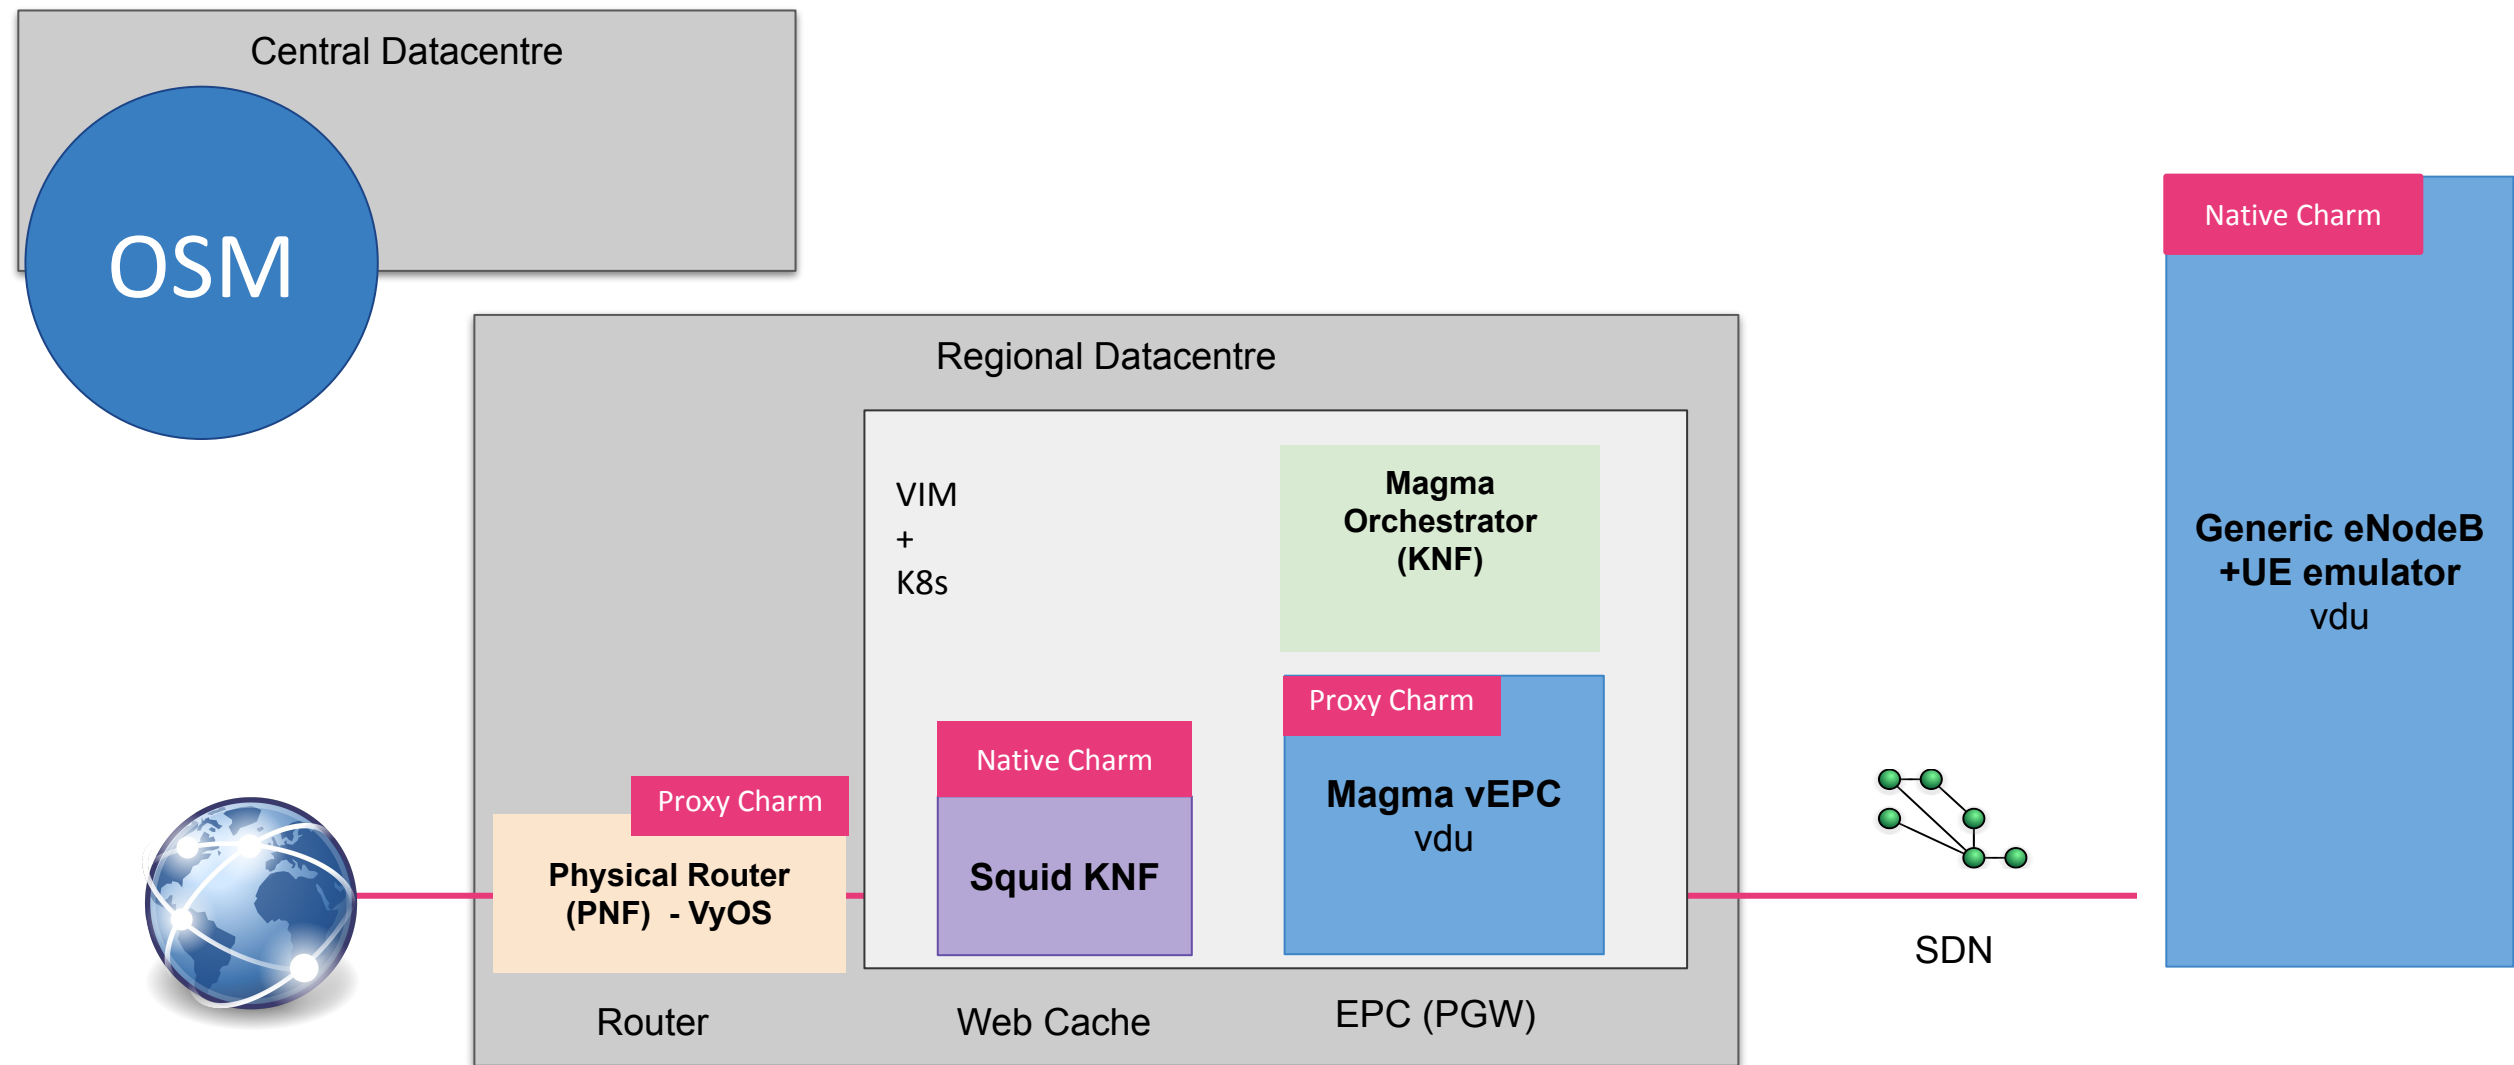 Central Datacentre
OSM
Regional Datacentre
VIM
+
K8s
Magma
Orchestrator
(KNF)
Proxy Charm
Magma vEPC
vdu
Native Charm
Squid KNF
Proxy Charm
Physical Router
(PNF)  - VyOS
Router
Web Cache
EPC (PGW)
SDN
Native Charm
Generic eNodeB
+UE emulator
vdu